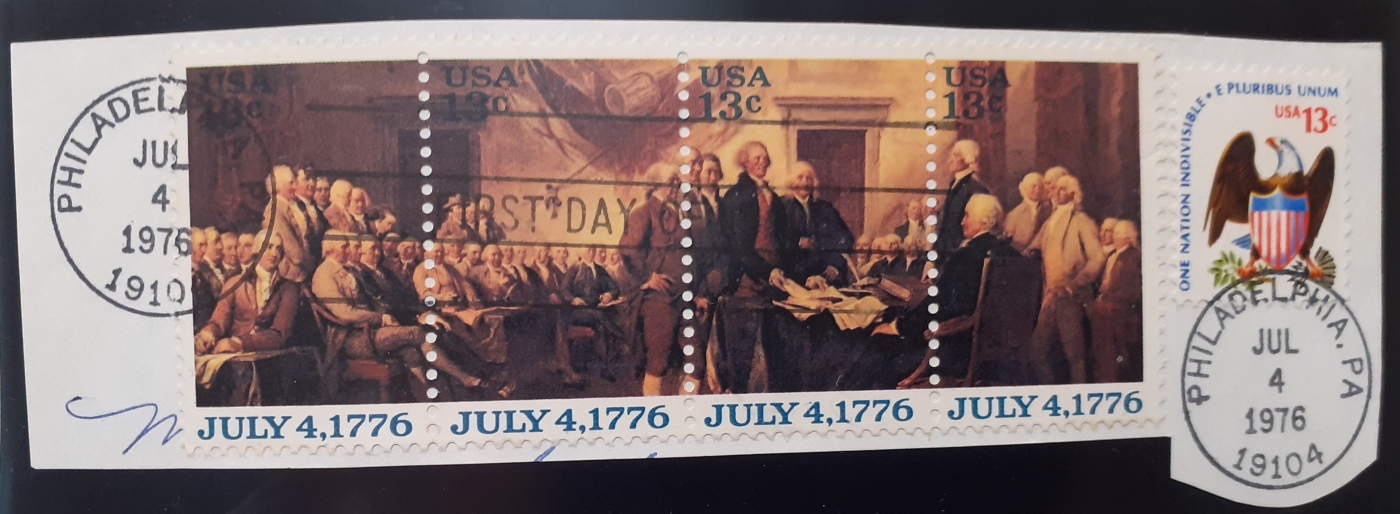 PHILADEL
JUL
4
1976
1910
USA
13c
JULY 4,1776
USA
13c
JULY 4,1776
USA
13c
JULY 4,1776
USA
13c
JULY 4,1776
FIRST DAY
ONE NATION INDIVISIBLE • E PLURIBUS UNUM
USA 13c
PHILADELPHIA, PA
JUL
4
1976
19104